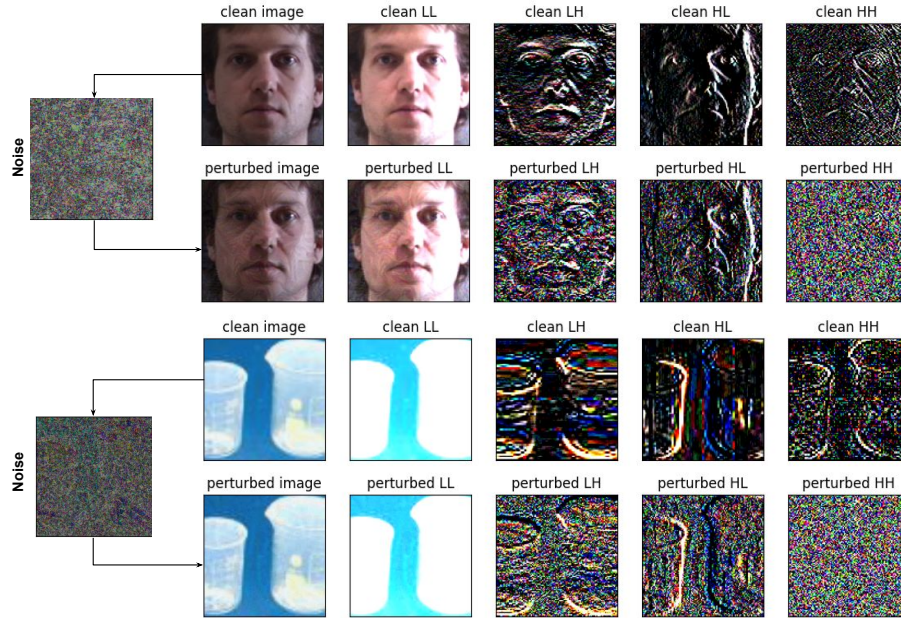 clean image clean LL clean LH clean HL clean HH
Noise
perturbed image perturbed LL perturbed LH perturbed HL perturbed HH
clean image clean LL clean LH clean HL clean HH
Noise
perturbed image perturbed LL perturbed LH perturbed HL perturbed HH